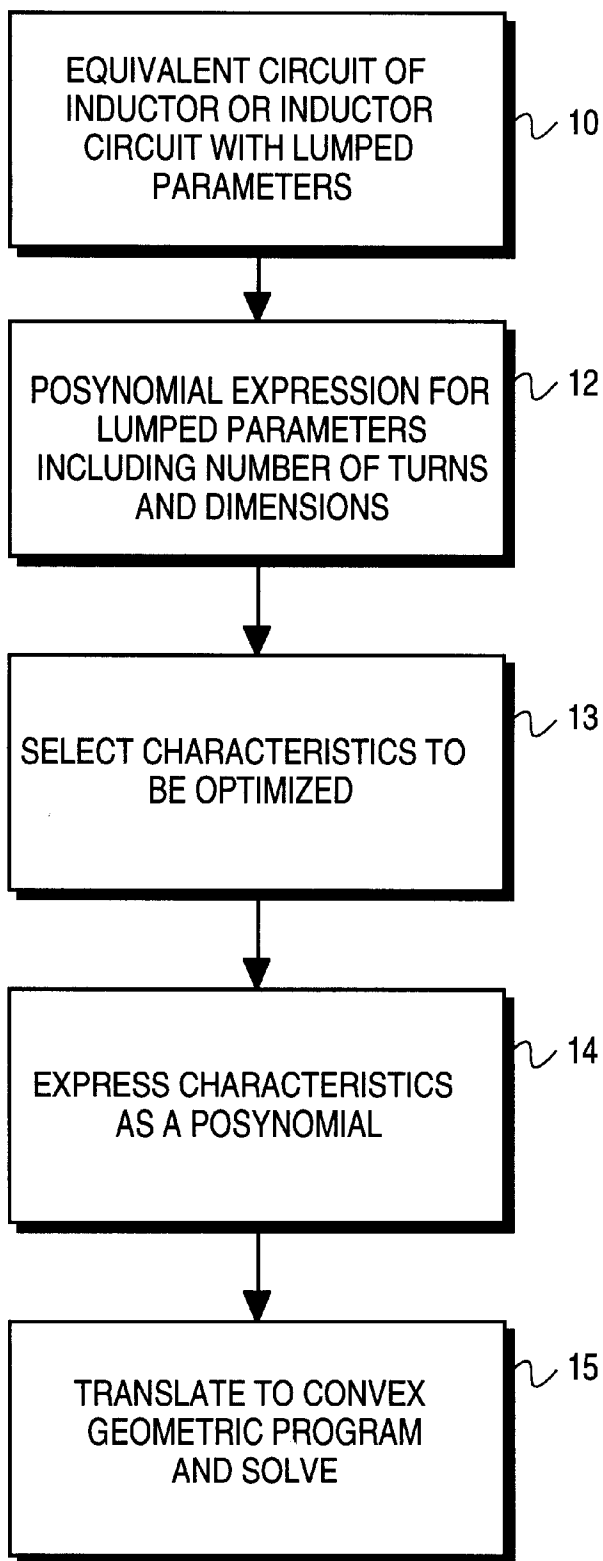 EQUIVALENT CIRCUIT OF
INDUCTOR OR INDUCTOR
CIRCUIT WITH LUMPED
PARAMETERS
10
POSYNOMIAL EXPRESSION FOR
LUMPED PARAMETERS
INCLUDING NUMBER OF TURNS
AND DIMENSIONS
12
SELECT CHARACTERISTICS TO
BE OPTIMIZED
13
EXPRESS CHARACTERISTICS
AS A POSYNOMIAL
14
TRANSLATE TO CONVEX
GEOMETRIC PROGRAM
AND SOLVE
15